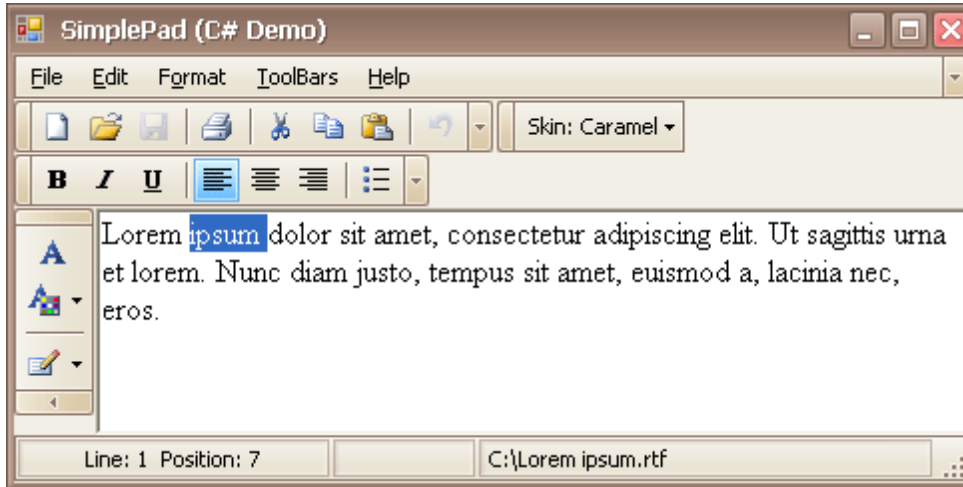 SimplePad (C# Demo)
File Edit Format ToolBars Help
Skin: Caramel
B I U
A
A
Lorem ipsum dolor sit amet, consectetur adipiscing elit. Ut sagittis urna
et lorem. Nunc diam justo, tempus sit amet, euismod a, lacinia nec,
eros.
Line: 1 Position: 7 C:\Lorem ipsum.rtf